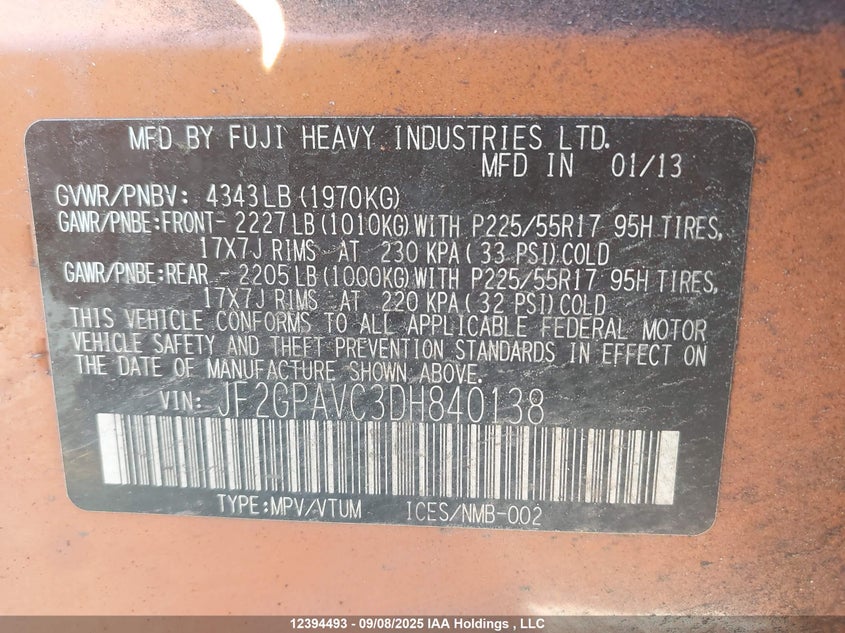 MFD BY FUJI HEAVY INDUSTRIES LTD.
MFD IN 01/13
GVWR/PNBV: 4343LB (1970KG)
GAWR/PNBE:FRONT- 2227LB (1010KG) WITH P225/55R17 95H TIRES,
17X7J RIMS AT 230 KPA (33 PSI) COLD
GAWR/PNBE:REAR - 2205LB (1000KG) WITH P225/55R17 95H TIRES,
17X7J RIMS AT 220 KPA (32 PSI) COLD
THIS VEHICLE CONFORMS TO ALL APPLICABLE FEDERAL MOTOR
VEHICLE SAFETY AND THEFT PREVENTION STANDARDS IN EFFECT ON
THE DATE OF MANUFACTURE SHOWN ABOVE.
VIN: JF2GPAVC3DH840138
TYPE:MPV/VTUM ICES/NMB-002
12394493 - 09/08/2025 IAA Holdings , LLC